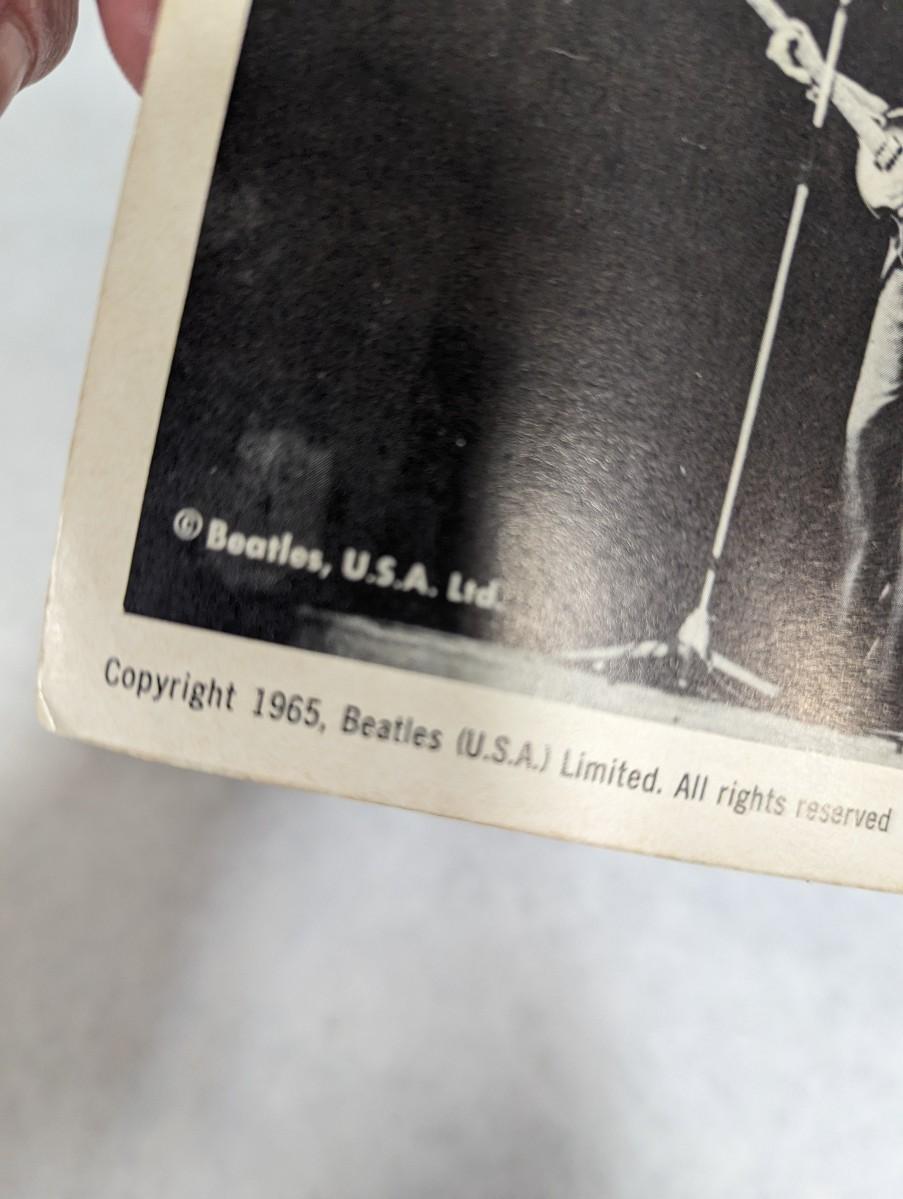 © Beatles, U.S.A. Ltd.
Copyright 1965, Beatles (U.S.A.) Limited. All rights reserved